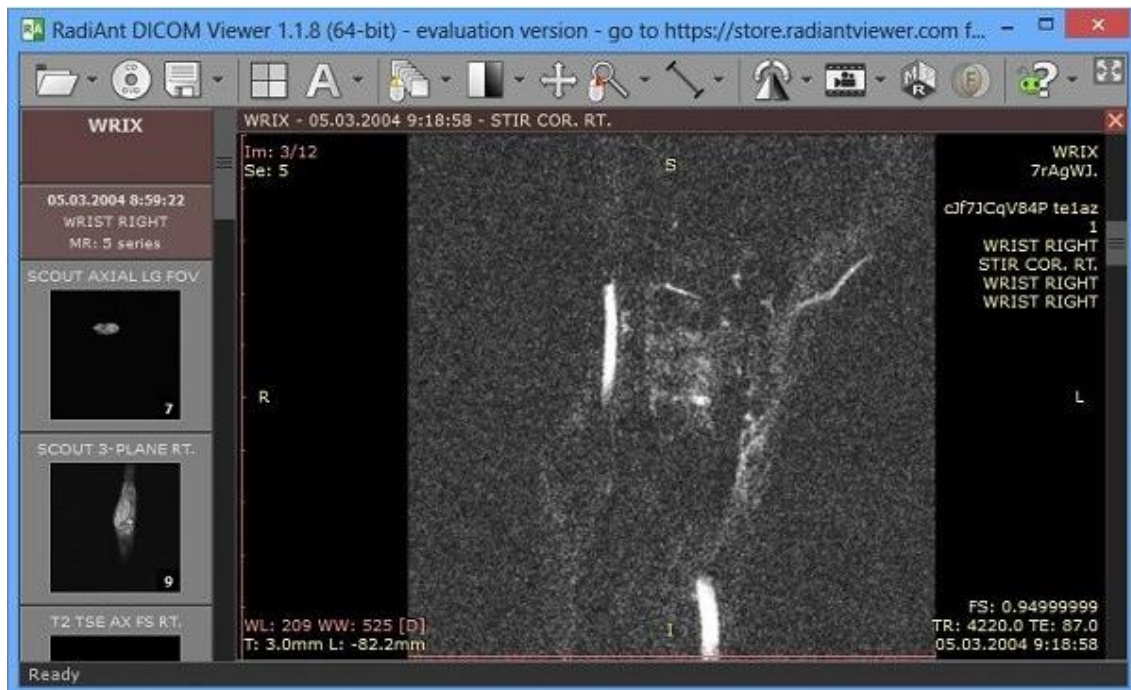 RadiAnt DICOM Viewer 1.1.8 (64-bit) - evaluation version - go to https://store.radiantviewer.com f...
WRIX
05.03.2004 8:59:22
WRIST RIGHT
MR: 5 series
SCOUT AXIAL LG FOV
7
SCOUT 3-PLANE RT.
9
T2 TSE AX FS RT.
WRIX - 05.03.2004 9:18:58 - STIR COR. RT.
Im: 3/12
Se: 5
S
WRIX
7rAgWJ.
cJf7JCqV84P te1az
1
WRIST RIGHT
STIR COR. RT.
WRIST RIGHT
WRIST RIGHT
R
L
I
WL: 209 WW: 525 [D]
T: 3.0mm L: -82.2mm
FS: 0.94999999
TR: 4220.0 TE: 87.0
05.03.2004 9:18:58
Ready